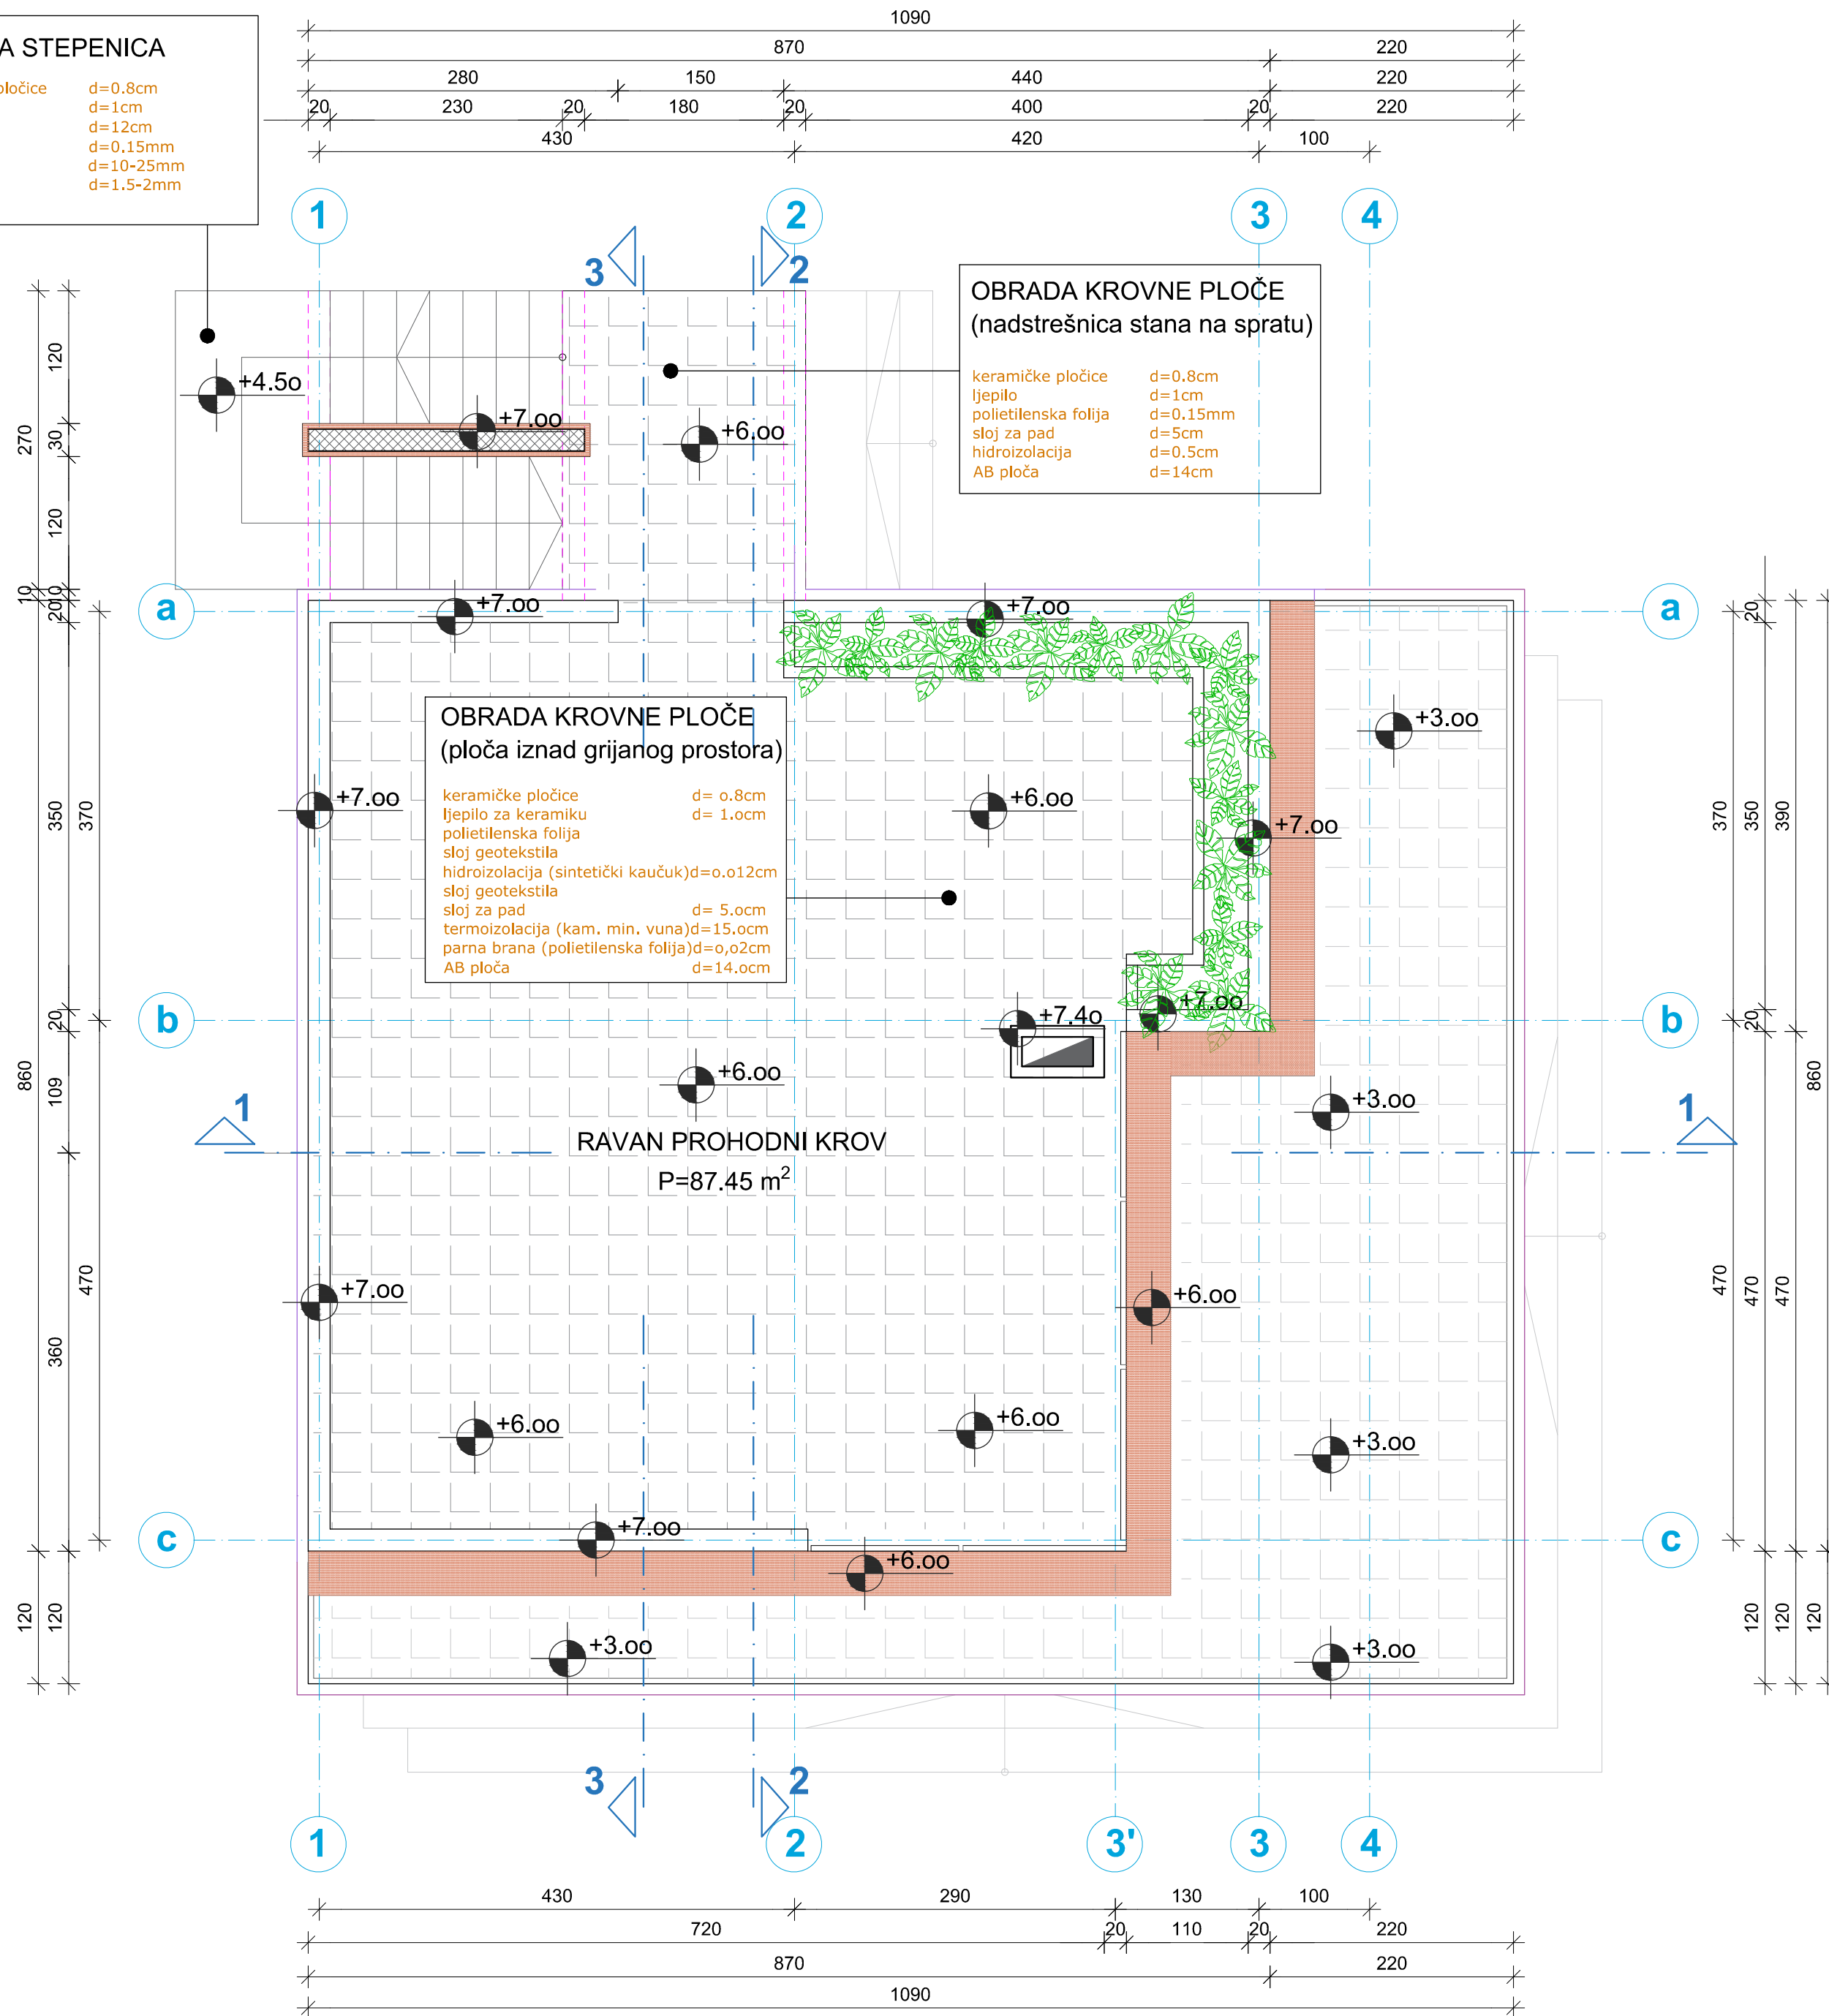 1090
870 220
280 150 440 220
20 230 20 180 20 400 20 220
430 420 100
A STEPENICA
pločice d=0.8cm
d=1cm
d=12cm
d=0.15mm
d=10-25mm
d=1.5-2mm
1 2 3 4
3 2
OBRADA KROVNE PLOČE
(nadstrešnica stana na spratu)
keramičke pločice d=0.8cm
ljepilo d=1cm
polietilenska folija d=0.15mm
sloj za pad d=5cm
hidroizolacija d=0.5cm
AB ploča d=14cm
+4.5o
+7.oo
+6.oo
120
30
270
120
10
10
20
a
+7.oo
+7.oo
a
20
OBRADA KROVNE PLOČE
(ploča iznad grijanog prostora)
keramičke pločice d= o.8cm
ljepilo za keramiku d= 1.ocm
polietilenska folija
sloj geotekstila
hidroizolacija (sintetički kaučuk)d=o.o12cm
sloj geotekstila
sloj za pad d= 5.ocm
termoizolacija (kam. min. vuna)d=15.ocm
parna brana (polietilenska folija)d=o,o2cm
AB ploča d=14.ocm
+3.oo
+7.oo
+6.oo
+7.oo
350 370
370 350 390
b
20
+7.4o
+7.oo
b
20
860
109
+6.oo
+3.oo
860
1
1
RAVAN PROHODNI KROV
P=87.45 m²
470
360
+7.oo
+6.oo
470 470 470
+6.oo
+6.oo
+3.oo
c
+7.oo
+6.oo
c
120 120
+3.oo
+3.oo
120 120 120
3 2
1 2 3' 3 4
430 290 130 100
720 20 110 20 220
870 220
1090